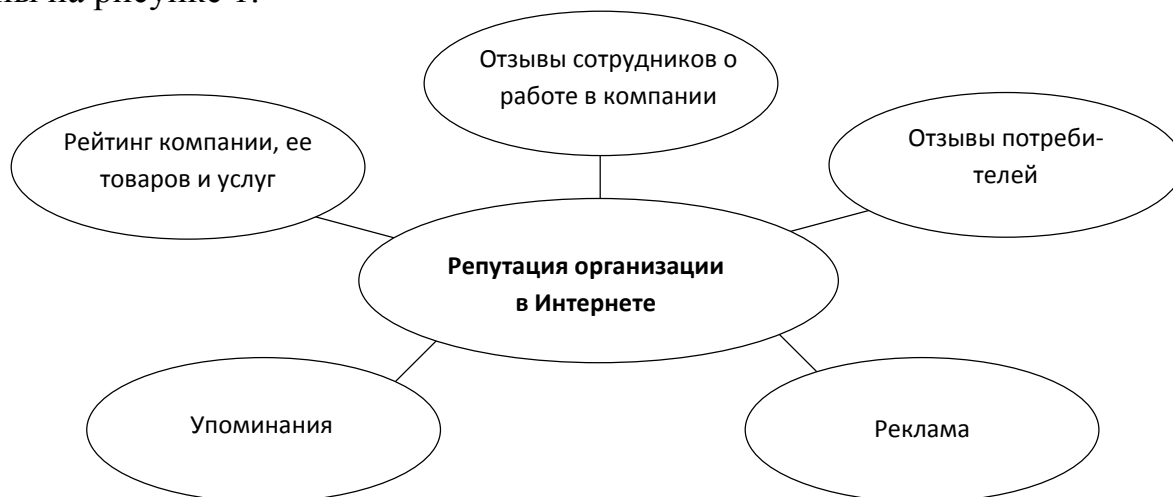 на рисунке 1.
Отзывы сотрудников о
работе в компании
Рейтинг компании, ее
товаров и услуг
Отзывы потреби-
телей
Репутация организации
в Интернете
Упоминания
Реклама